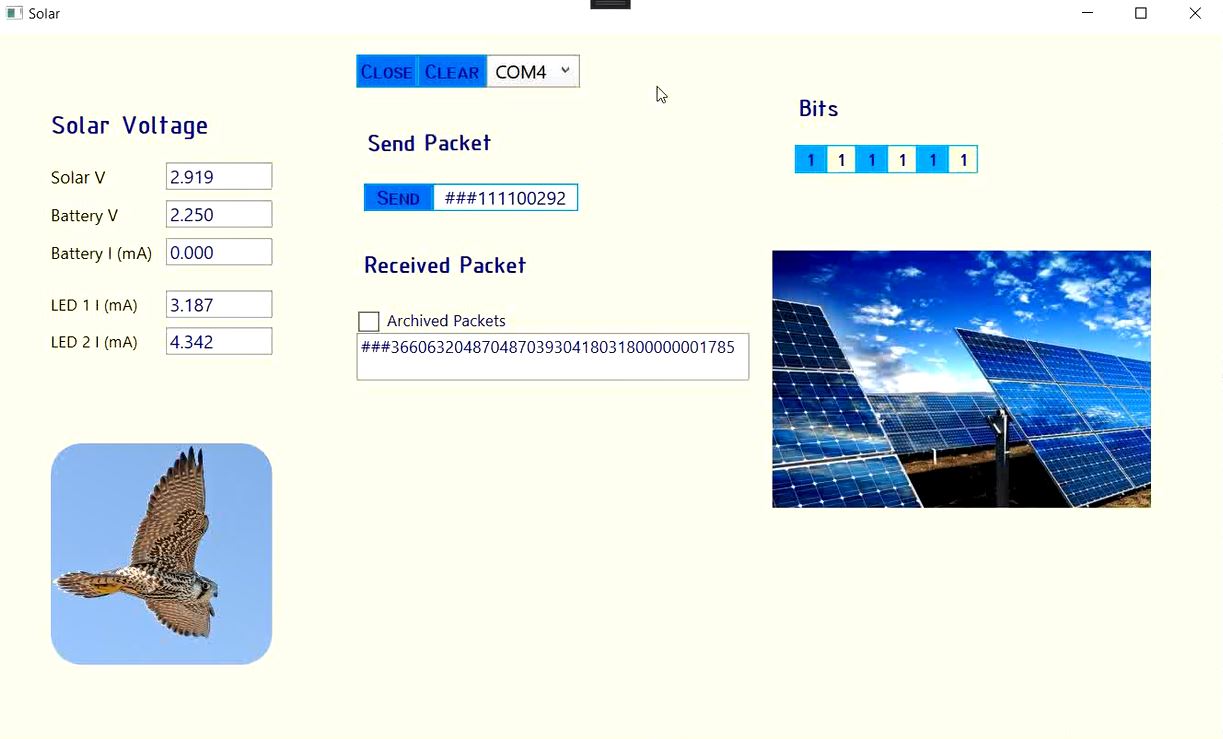 Solar
CLOSE CLEAR COM4
Bits
Solar Voltage
Send Packet
1 1 1 1 1 1
Solar V 2.919
SEND ###111100292
Battery V 2.250
Battery I (mA) 0.000
Received Packet
LED 1 I (mA) 3.187
Archived Packets
LED 2 I (mA) 4.342
###3660632048704870393041803180000001785